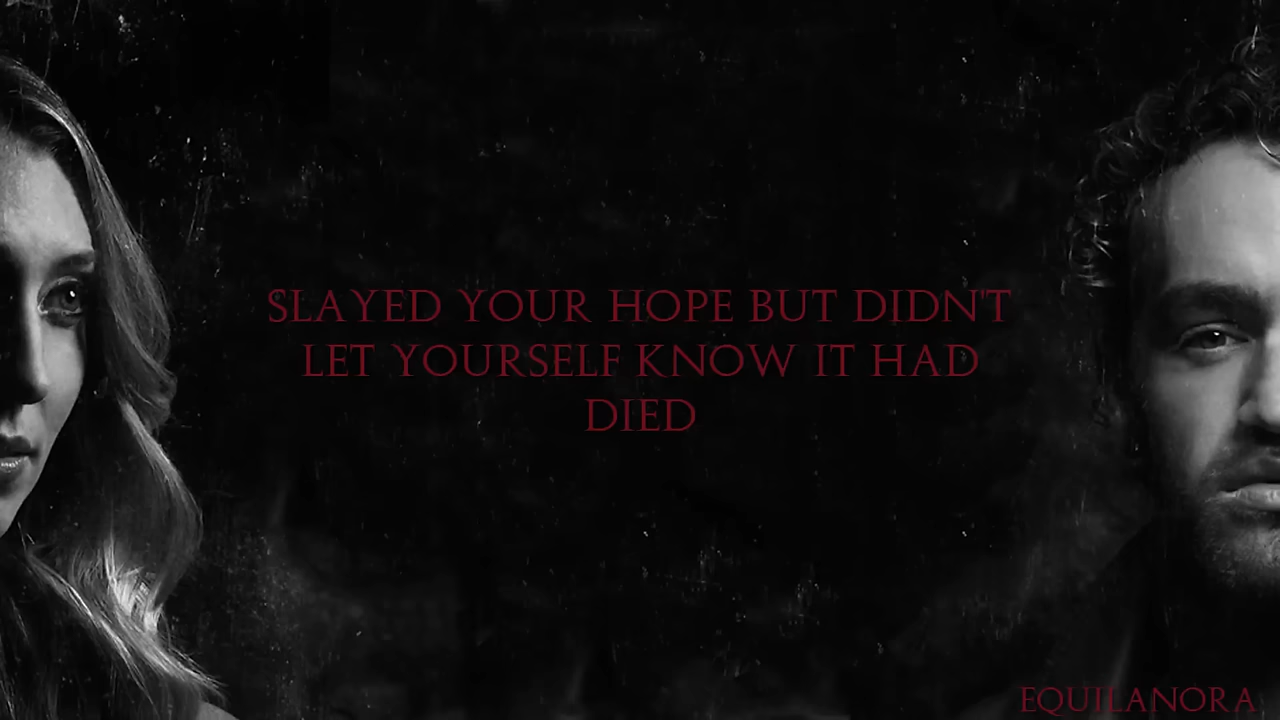 SLAYED YOUR HOPE BUT DIDN'T
LET YOURSELF KNOW IT HAD
DIED
EQUILANORA